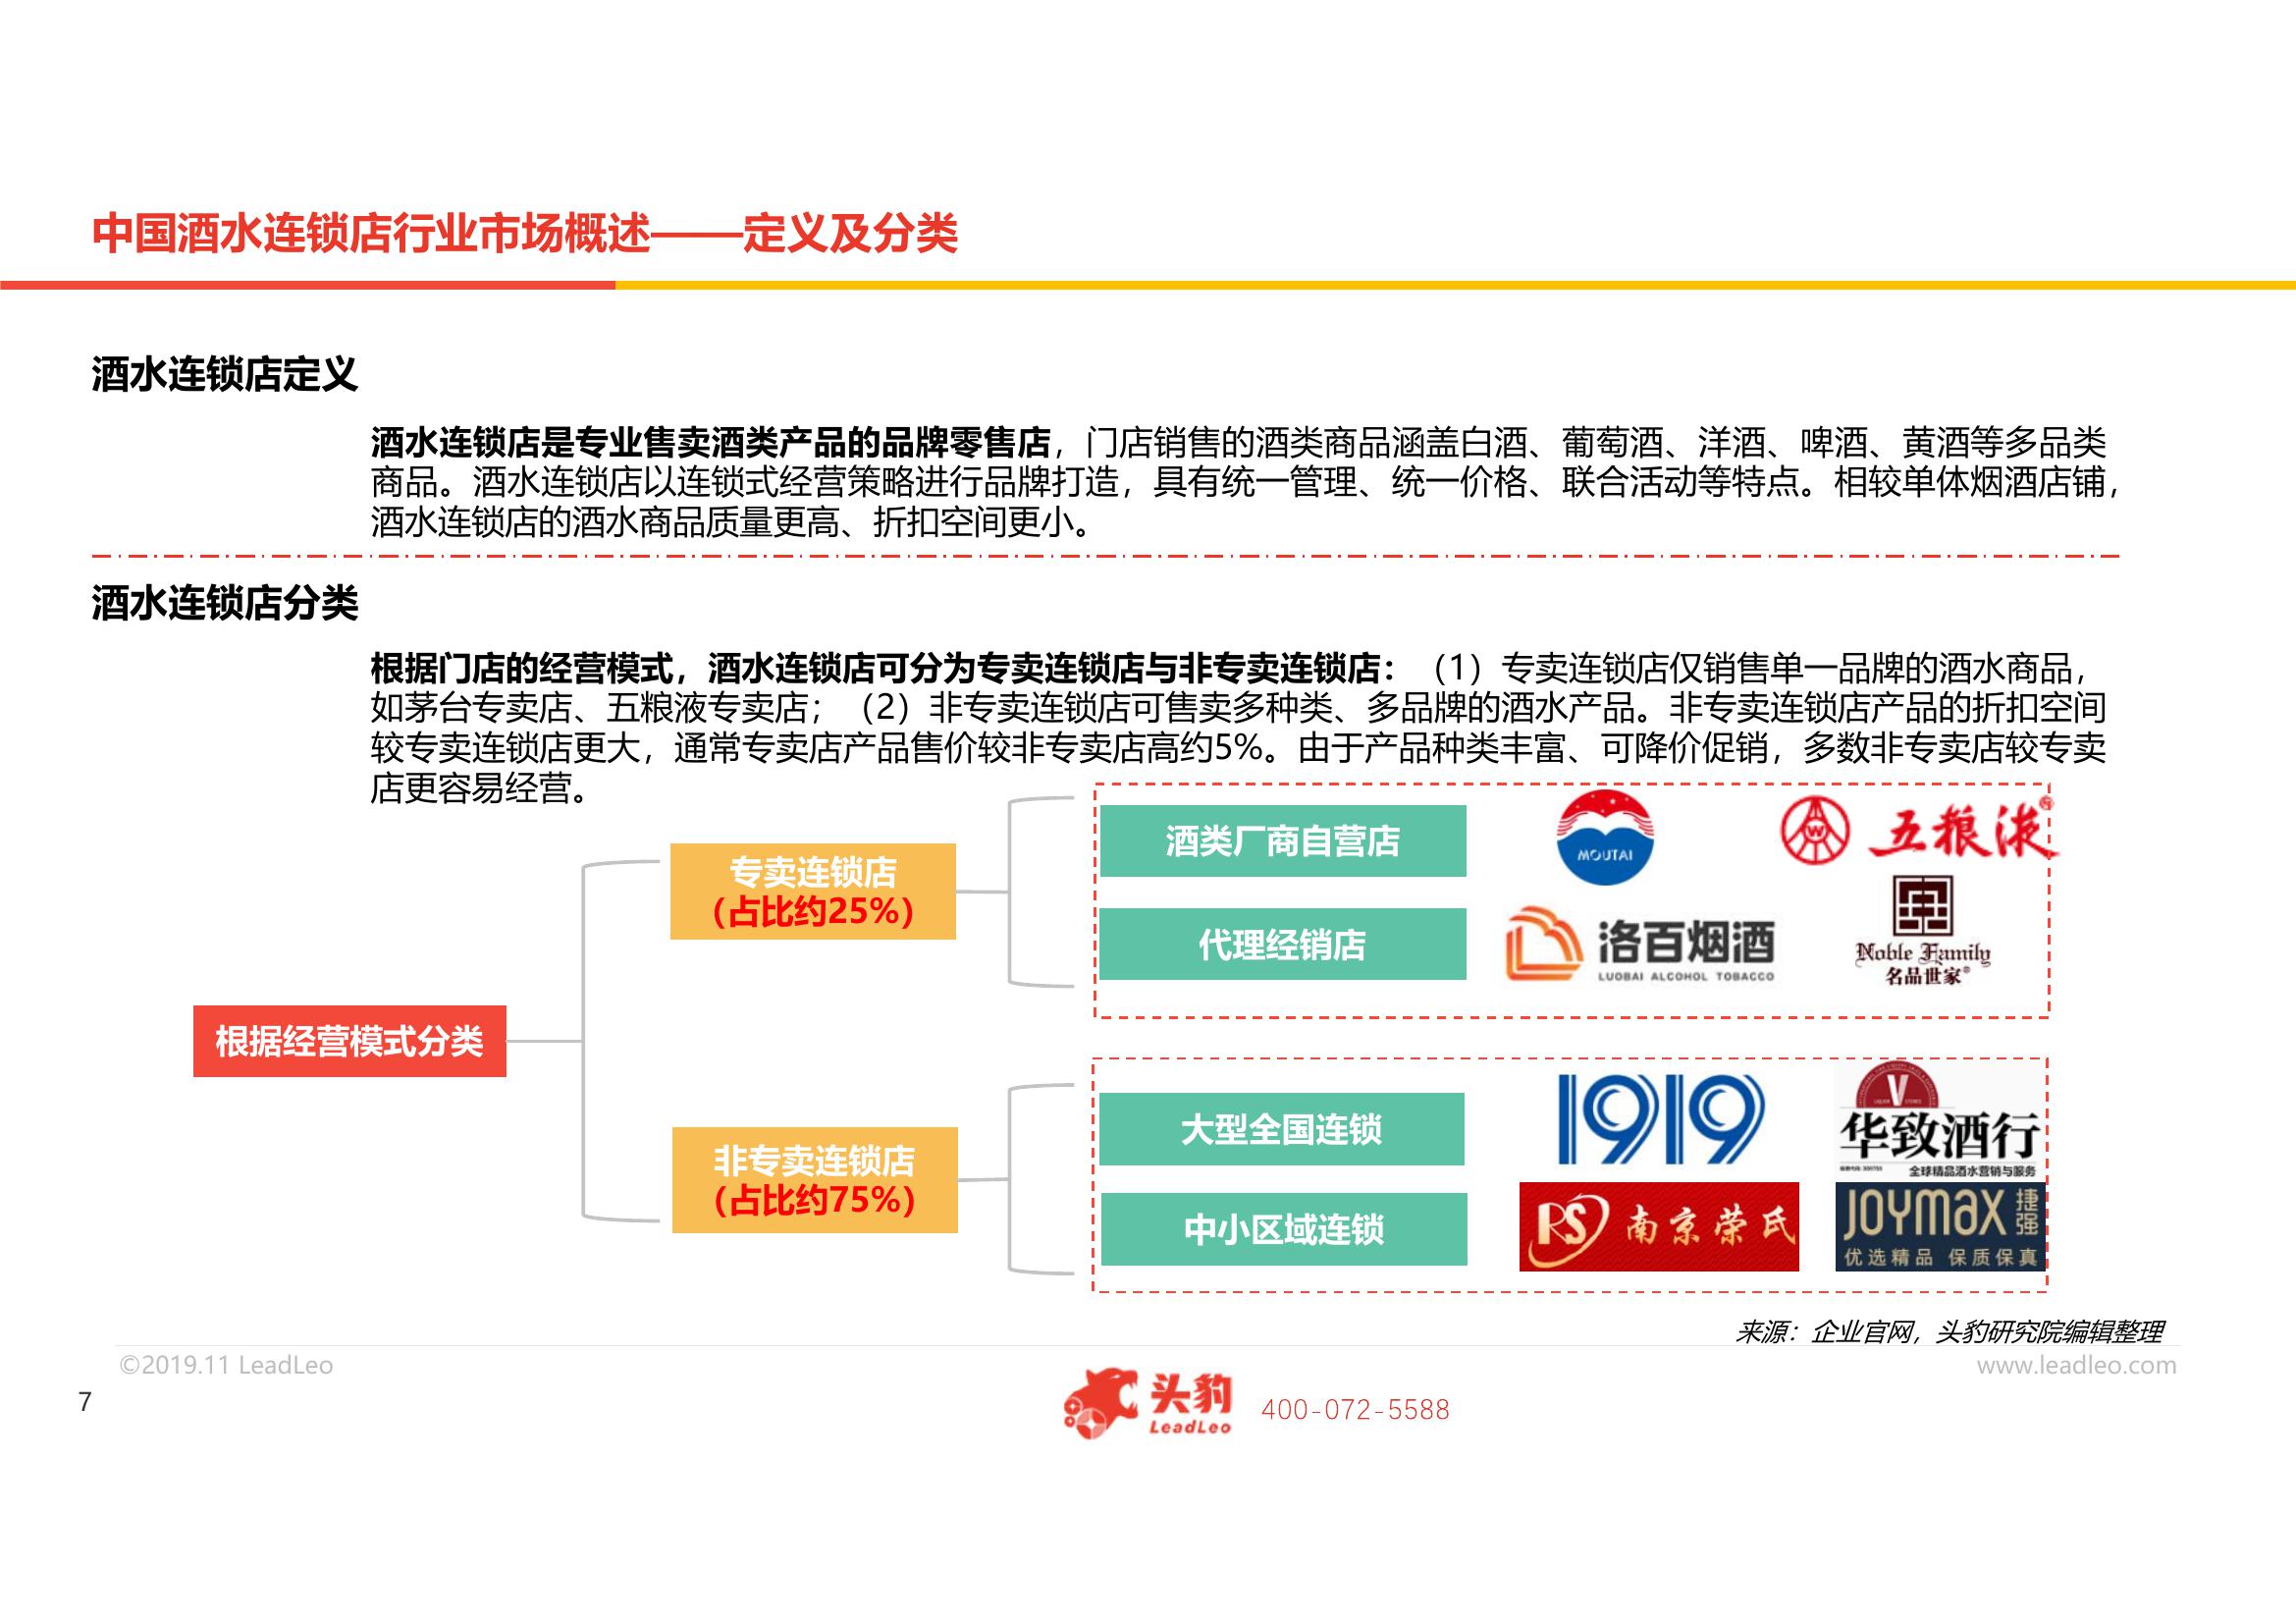 中国酒水连锁店行业市场概述——定义及分类
酒水连锁店定义
酒水连锁店是专业售卖酒类产品的品牌零售店，门店销售的酒类商品涵盖白酒、葡萄酒、洋酒、啤酒、黄酒等多品类
商品。酒水连锁店以连锁式经营策略进行品牌打造，具有统一管理、统一价格、联合活动等特点。相较单体烟酒店铺，
酒水连锁店的酒水商品质量更高、折扣空间更小。
酒水连锁店分类
根据门店的经营模式，酒水连锁店可分为专卖连锁店与非专卖连锁店：（1）专卖连锁店仅销售单一品牌的酒水商品，
如茅台专卖店、五粮液专卖店；（2）非专卖连锁店可售卖多种类、多品牌的酒水产品。非专卖连锁店产品的折扣空间
较专卖连锁店更大，通常专卖店产品售价较非专卖店高约5%。由于产品种类丰富、可降价促销，多数非专卖店较专卖
店更容易经营。
根据经营模式分类
专卖连锁店
（占比约25%）
酒类厂商自营店
MOUTAI
W
五粮液®
代理经销店
洛百烟酒
LUOBAI ALCOHOL TOBACCO
Noble Family
名品世家®
非专卖连锁店
（占比约75%）
大型全国连锁
1919
V
华致酒行
全球精品酒水营销与服务
中小区域连锁
RS 南京荣氏
JOYMAX 捷强
优选精品 保质保真
来源：企业官网，头豹研究院编辑整理
©2019.11 LeadLeo
www.leadleo.com
7
头豹
LeadLeo
400-072-5588